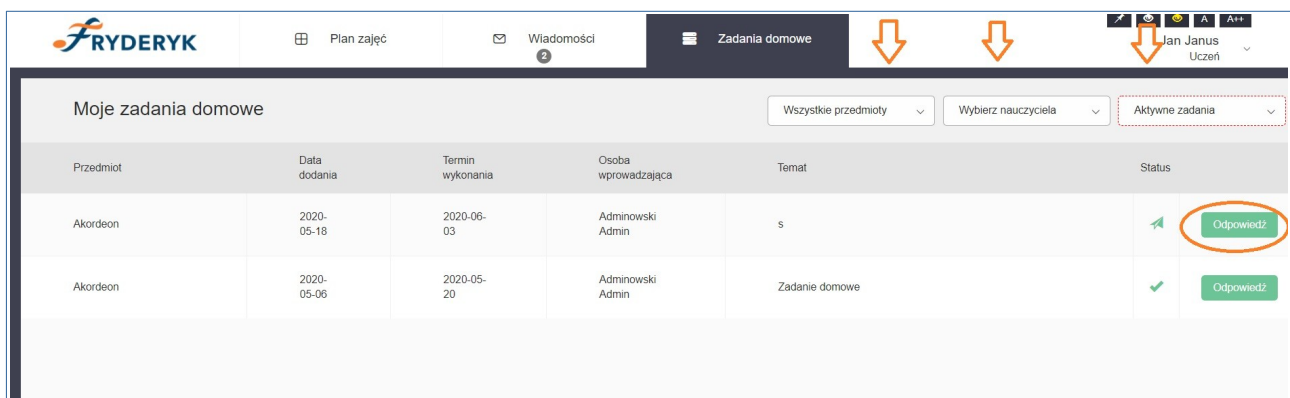 A A++
FRYDERYK Plan zajęć Wiadomości Zadania domowe Jan Janus
2 Uczeń
Moje zadania domowe Wszystkie przedmioty Wybierz nauczyciela Aktywne zadania
Przedmiot Data dodania Termin wykonania Osoba wprowadzająca Temat Status
Akordeon 2020-05-18 2020-06-03 Adminowski Admin s Odpowiedź
Akordeon 2020-05-06 2020-05-20 Adminowski Admin Zadanie domowe Odpowiedź